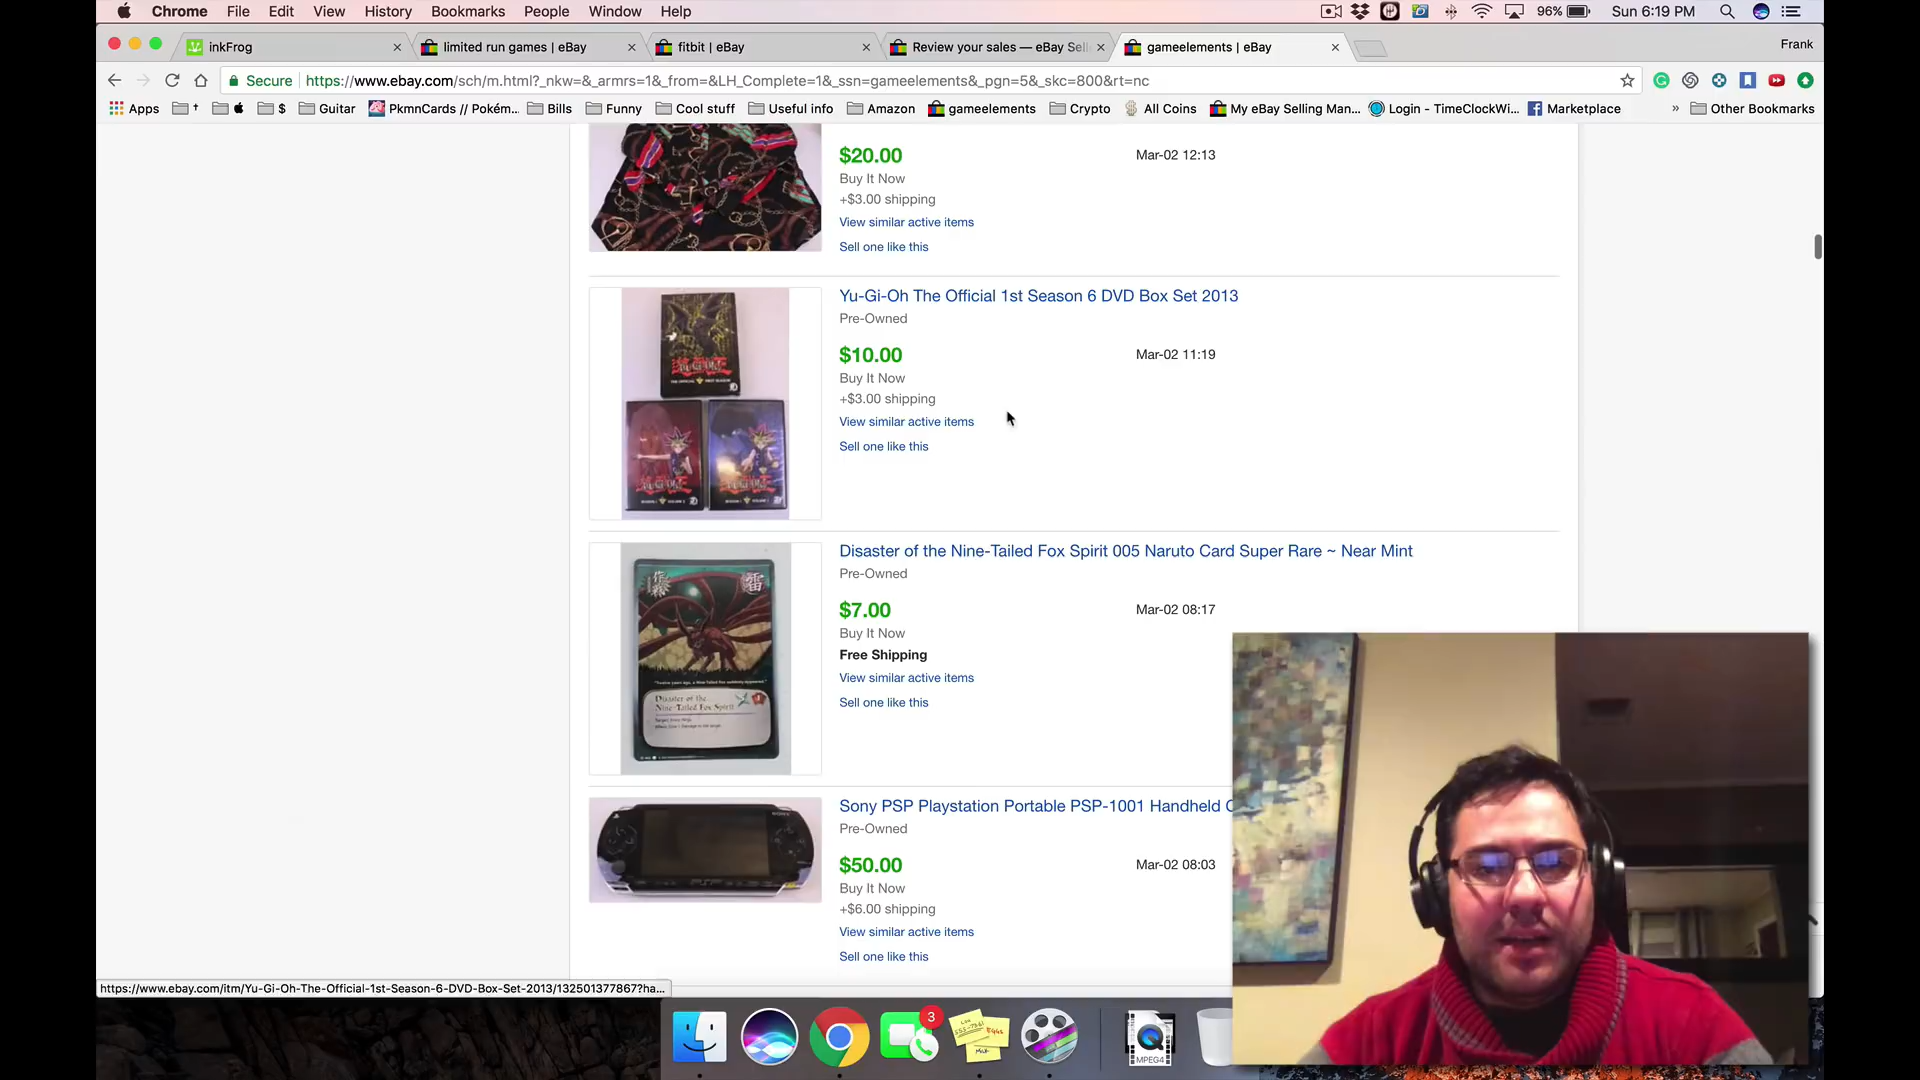 Chrome File Edit View History Bookmarks People Window Help 96% Sun 6:19 PM
inkFrog limited run games | eBay fitbit | eBay Review your sales — eBay Sell gameelements | eBay Frank
Secure https://www.ebay.com/sch/m.html?_nkw=&_armrs=1&_from=&LH_Complete=1&_ssn=gameelements&_pgn=5&_skc=800&rt=nc
Apps † $ Guitar PkmnCards // Pokém... Bills Funny Cool stuff Useful info Amazon gameelements Crypto All Coins My eBay Selling Man... Login - TimeClockWi... Marketplace » Other Bookmarks
$20.00 Mar-02 12:13
Buy It Now
+$3.00 shipping
View similar active items
Sell one like this
Yu-Gi-Oh The Official 1st Season 6 DVD Box Set 2013
Pre-Owned
$10.00 Mar-02 11:19
Buy It Now
+$3.00 shipping
View similar active items
Sell one like this
Disaster of the Nine-Tailed Fox Spirit 005 Naruto Card Super Rare ~ Near Mint
Pre-Owned
$7.00 Mar-02 08:17
Buy It Now
Free Shipping
View similar active items
Sell one like this
Disaster of the
Nine-Tailed Fox Spirit
Sony PSP Playstation Portable PSP-1001 Handheld
Pre-Owned
$50.00 Mar-02 08:03
Buy It Now
+$6.00 shipping
View similar active items
Sell one like this
https://www.ebay.com/itm/Yu-Gi-Oh-The-Official-1st-Season-6-DVD-Box-Set-2013/132501377867?ha...
3
EGGS
MILK
MPEG4